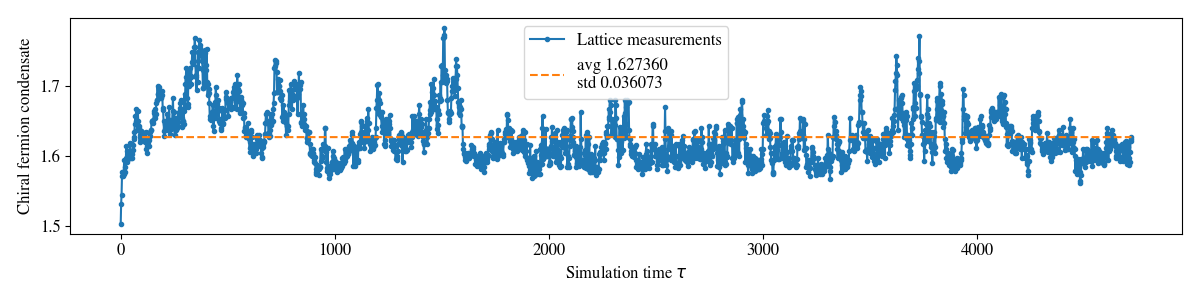 Chiral fermion condensate
1.7
1.6
1.5
Lattice measurements
avg 1.627360
std 0.036073
0
1000
2000
3000
4000
Simulation time τ